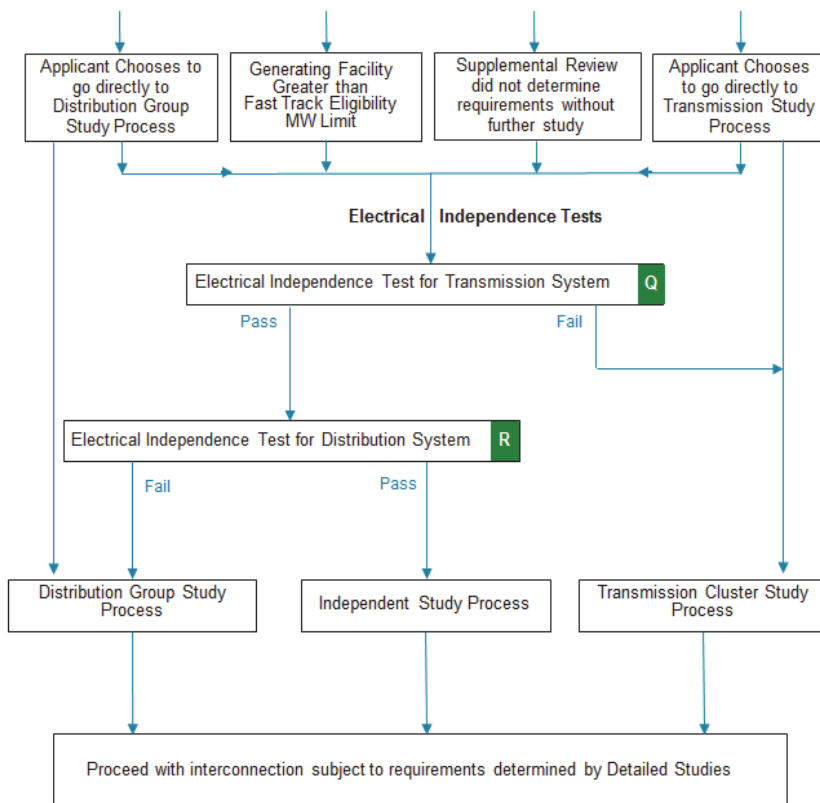 Applicant Chooses to
go directly to
Distribution Group
Study Process
Generating Facility
Greater than
Fast Track Eligibility
MW Limit
Supplemental Review
did not determine
requirements without
further study
Applicant Chooses
to go directly to
Transmission Study
Process
Electrical Independence Tests
Electrical Independence Test for Transmission System Q
Pass
Fail
Electrical Independence Test for Distribution System R
Fail
Pass
Distribution Group Study
Process
Independent Study Process
Transmission Cluster Study
Process
Proceed with interconnection subject to requirements determined by Detailed Studies